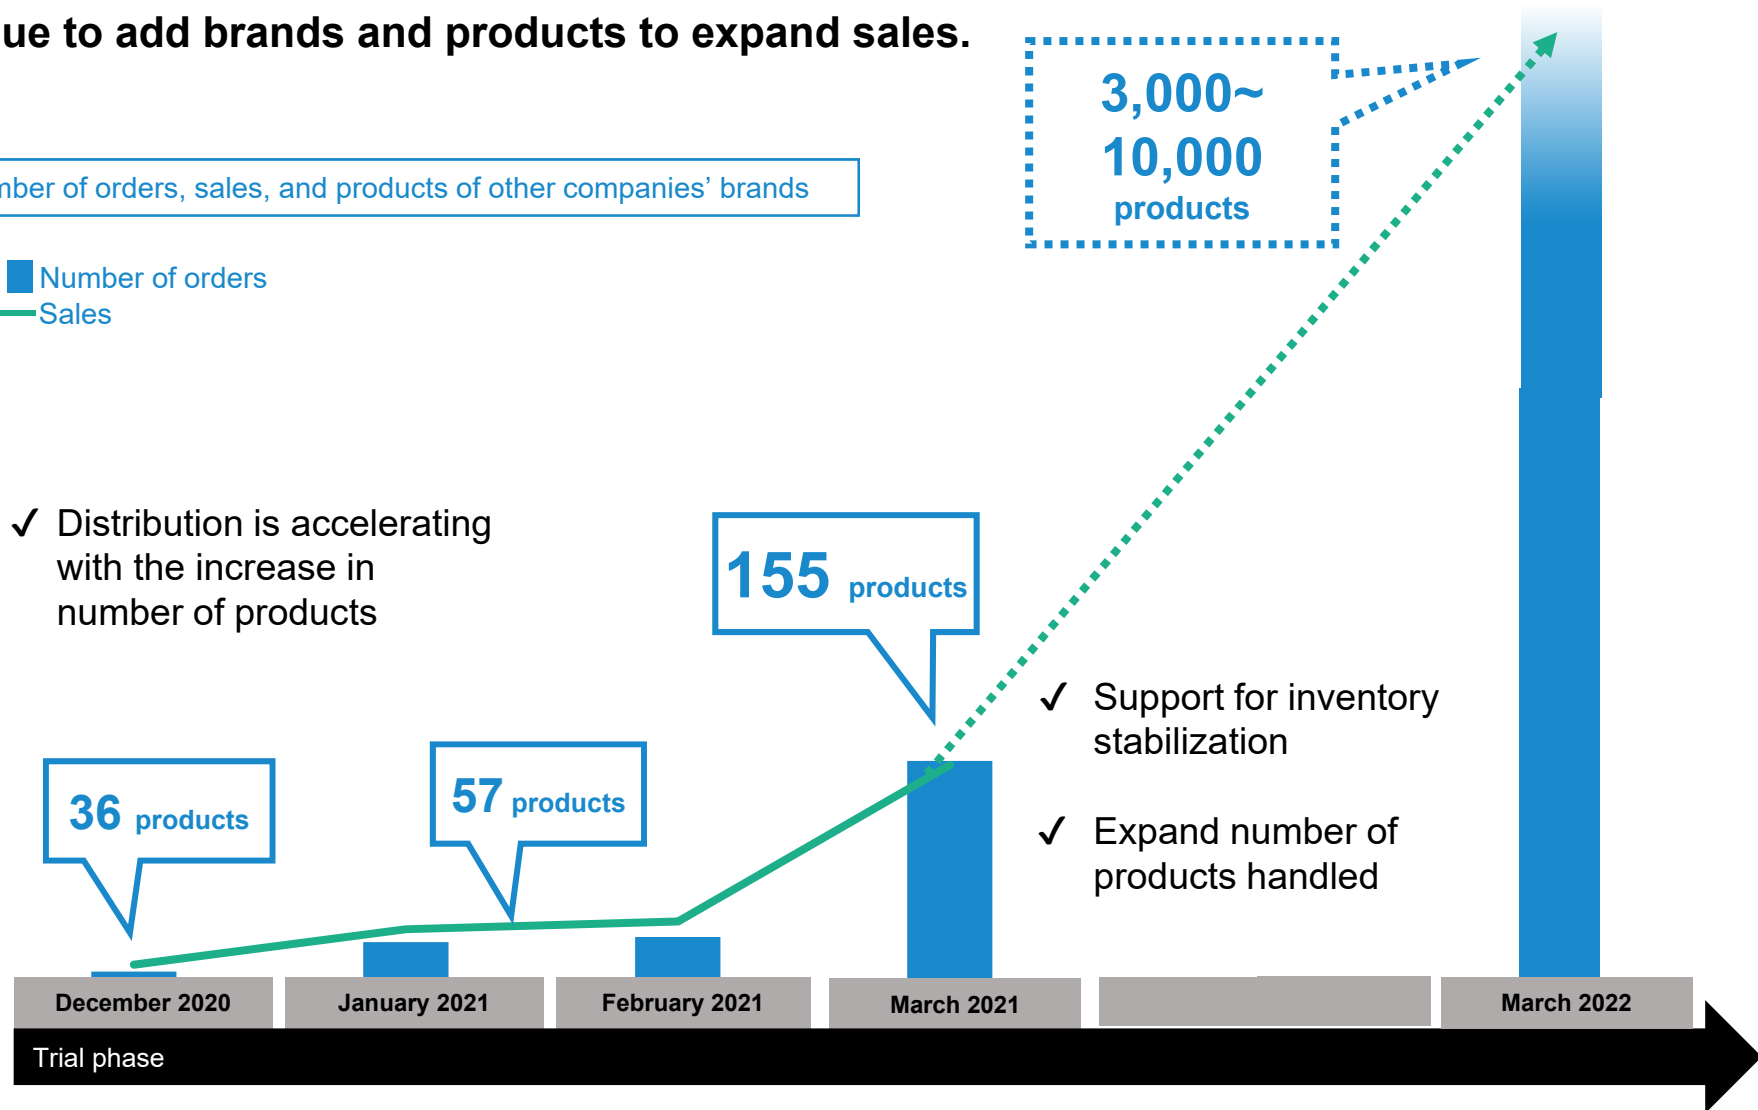 ue to add brands and products to expand sales.
3,000~
10,000
products
ber of orders, sales, and products of other companies’ brands
Number of orders
Sales
✓ Distribution is accelerating
with the increase in
number of products
155 products
✓ Support for inventory
stabilization
✓ Expand number of
products handled
36 products
57 products
December 2020
January 2021
February 2021
March 2021
March 2022
Trial phase